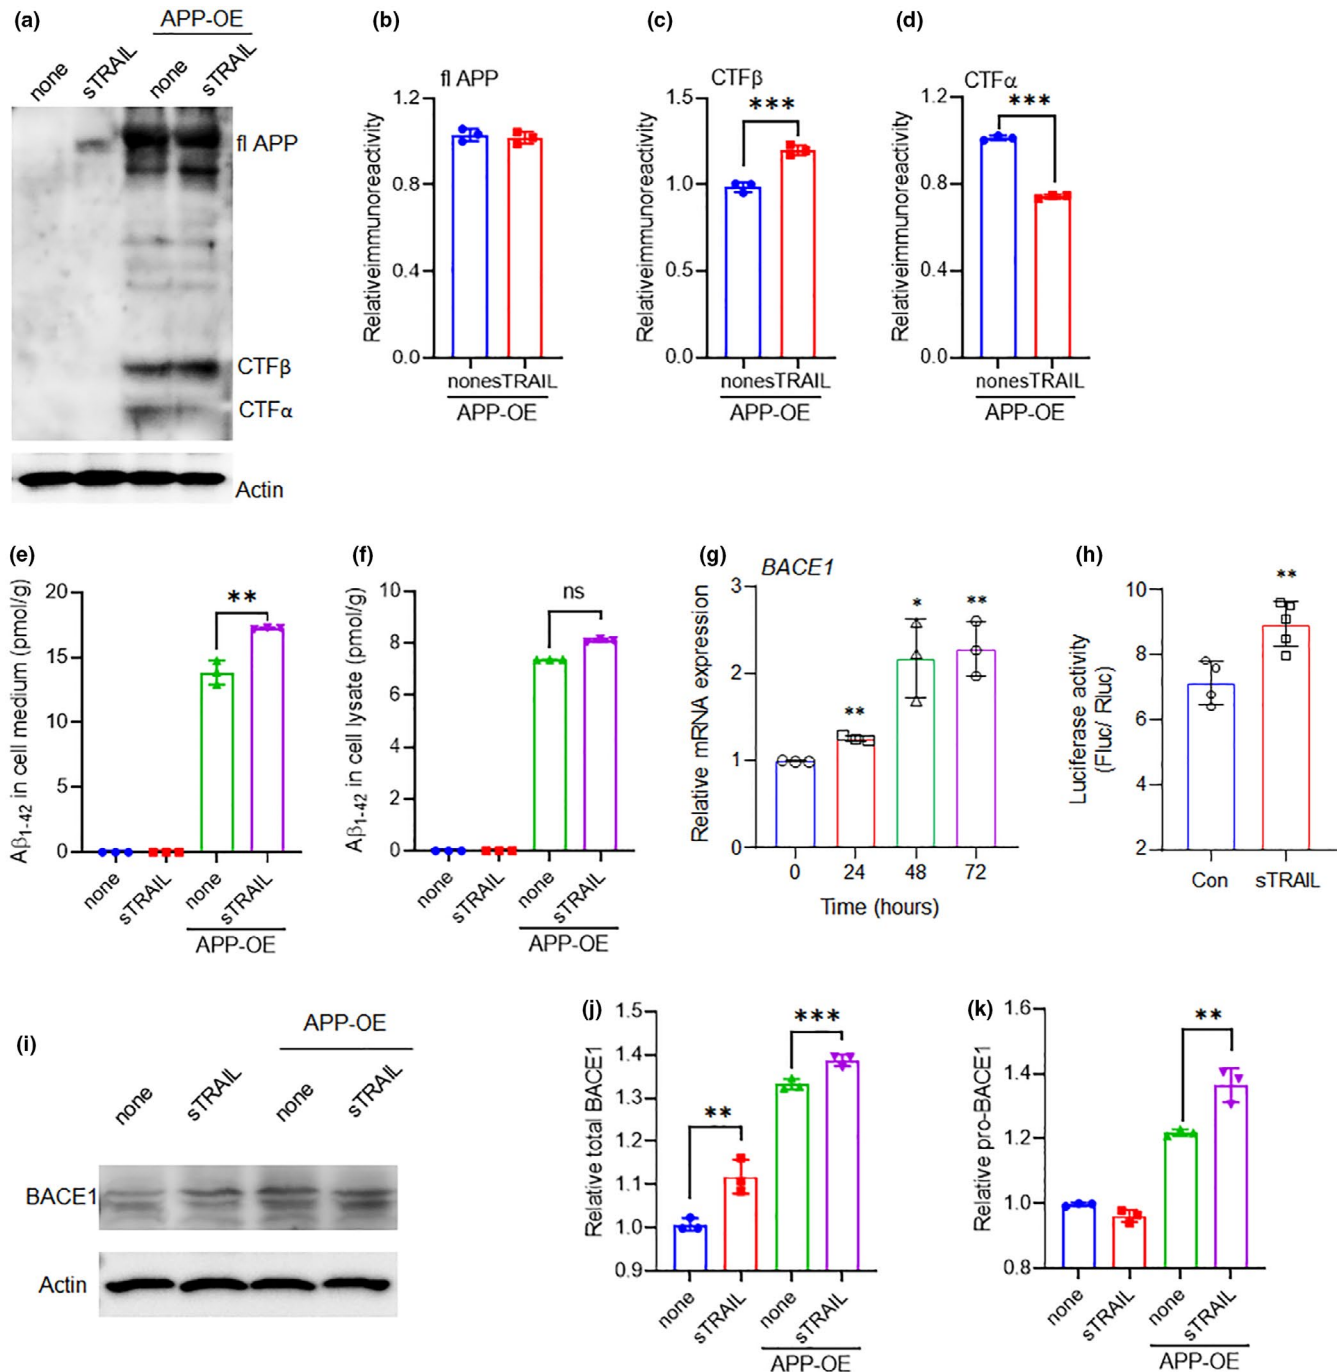 (a)
APP-OE
none
sTRAIL
none
sTRAIL
fl APP
CTFβ
CTFα
Actin
(b)
fl APP
Relativeimmunoreactivity
1.2
0.8
0.4
0.0
nonesTRAIL
APP-OE
(c)
CTFβ
***
Relativeimmunoreactivity
1.5
1.0
0.5
0.0
nonesTRAIL
APP-OE
(d)
CTFα
***
Relativeimmunoreactivity
1.2
0.8
0.4
0.0
nonesTRAIL
APP-OE
(e)
Aβ1-42 in cell medium (pmol/g)
20
15
10
5
0
**
none
sTRAIL
none
sTRAIL
APP-OE
(f)
Aβ1-42 in cell lysate (pmol/g)
10
8
6
4
2
0
ns
none
sTRAIL
none
sTRAIL
APP-OE
(g)
BACE1
Relative mRNA expression
3
2
1
0
**
*
**
0 24 48 72
Time (hours)
(h)
Luciferase activity
(Fluc/ Rluc)
10
8
6
4
2
**
Con sTRAIL
(i)
APP-OE
none
sTRAIL
none
sTRAIL
BACE1
Actin
(j)
Relative total BACE1
1.5
1.4
1.3
1.2
1.1
1.0
0.9
**
***
none
sTRAIL
none
sTRAIL
APP-OE
(k)
Relative pro-BACE1
1.6
1.4
1.2
1.0
0.8
**
none
sTRAIL
none
sTRAIL
APP-OE